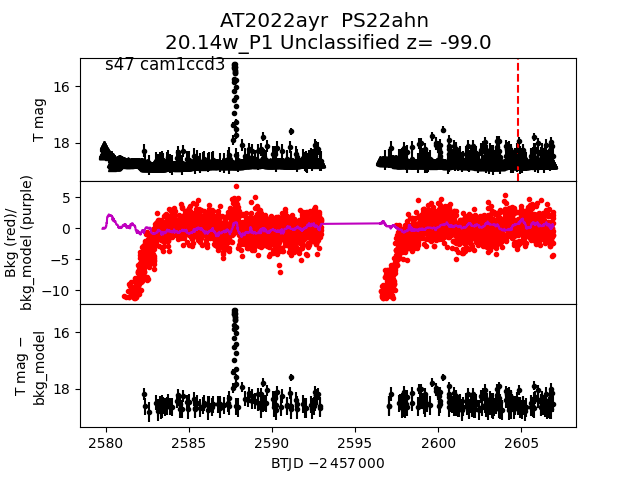 AT2022ayr  PS22ahn
20.14w_P1 Unclassified z= -99.0
s47 cam1ccd3
T mag
16
18
Bkg (red)/
bkg_model (purple)
5
0
−5
−10
T mag −
bkg_model
16
18
2580 2585 2590 2595 2600 2605
BTJD −2 457 000